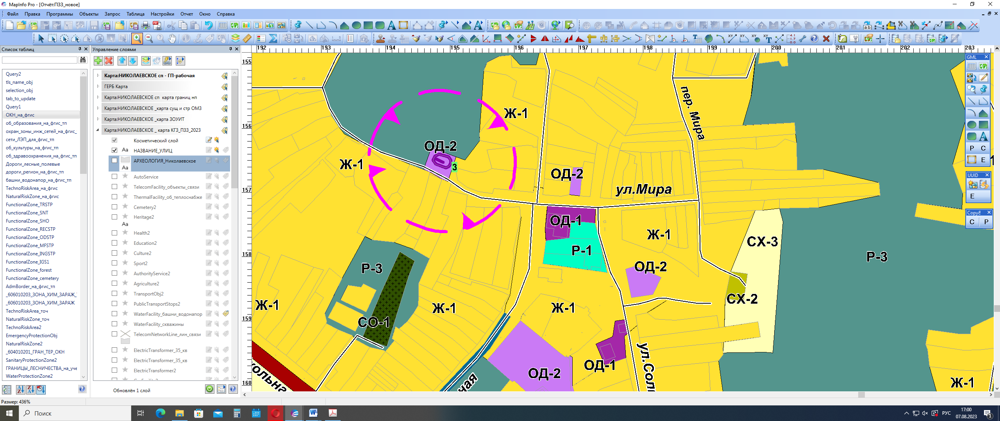 MapInfo Pro - [Отчёт:ПЗЗ_новое]
Файл Правка Программы Объекты Запрос Таблица Настройки Отчет Окно Справка
Список таблиц
Query2
tls_name_obj
selection_obj
tab_to_update
Query1
ОКН_на_фгис
об_образования_на_фгис_тп
охран_зоны_инж_сетей_на_фгис_
сети_ЛЭП_для_фгис_тп
об_культуры_на_фгис_тп
об_здравоохранения_на_фгис_тп
Дороги_лесные_полевые
дороги_регион_на_фгис_тп
башни_водонапор_на_фгис_тп
TechnoRiskArea_на_фгис
NaturalRiskZone_на_фгис
FunctionalZone_TRSTP
FunctionalZone_SNT
FunctionalZone_SHO
FunctionalZone_RECSTP
FunctionalZone_ODSTP
FunctionalZone_MFSTP
FunctionalZone_INGSTP
FunctionalZone_IGS1
FunctionalZone_forest
FunctionalZone_cemetery
AdmBorder_на_фгис_тп
_606010203_ЗОНА_ХИМ_ЗАРАЖ_
_606010203_ЗОНА_ХИМ_ЗАРАЖ
TechnoRiskArea_точ
NaturalRiskZone_точ
TechnoRiskArea2
EmergencyProtectionObj
NaturalRiskZone2
_604010201_ГРАН_ТЕР_ОКН
SanitaryProtectionZone2
ГРАНИЦЫ_ЛЕСНИЧЕСТВА_на_уче
WaterProtectionZone2
Управление слоями
Карта:НИКОЛАЕВСКОЕ сп - ГП-рабочая
ГЕРБ Карта
Карта:НИКОЛАЕВСКОЕ сп карта границ нп
Карта:НИКОЛАЕВСКОЕ _карта сущ и стр ОМЗ
Карта:НИКОЛАЕВСКОЕ _карта ЗОУИТ
Карта:НИКОЛАЕВСКОЕ _ карта КГЗ_ПЗЗ_2023
Косметический слой
Aa НАЗВАНИЕ_УЛИЦ
АРХЕОЛОГИЯ_Николаевское
Aa
AutoService
TelecomFacility_объекты_связи
ThermalFacility_об_теплоснабже
Cemetery2
Heritage2
Aa
Health2
Education2
Culture2
Sport2
AuthorityService2
Agriculture2
TransportObj2
PublicTransportStops2
WaterFacility_башни_водонапор
WaterFacility_скважины
TelecomNetworkLine_лин_связи
ElectricTransformer_35_кв
ElectricTransformer_35_кв
ElectricTransformer2
Обновлён 1 слой
192 193 194 195 196 197 198 199 200 201 202 203
155
156
157
158
159
160
Ж-1
пер. Мира
ОД-2
3
Ж-1
ОД-2
ул.Мира
ОД-1
Р-1
Ж-1
СХ-3
Р-3
Р-3
ОД-2
СХ-2
Ж-1
Ж-1
Ж-1
СО-1
ОД-1
ОД-2
ул.Солн
кольна
ная
Ж-1
GML
P C
E
UUID
E
Copy8
C P
Размер: 436%
Поиск
РУС
17:00
07.08.2023